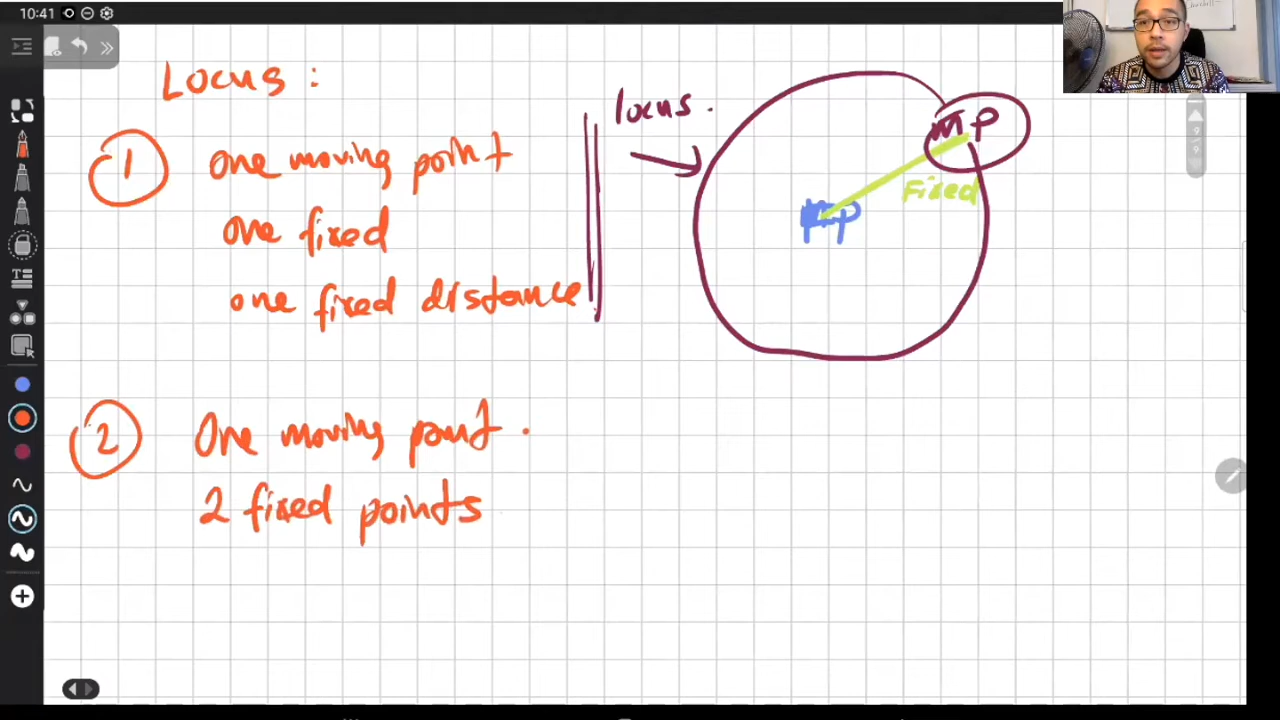 10:41
Locus :
locus .
MP
1 one moving point
Fixed
one fixed
one fixed distance
2 One moving point .
2 fixed points